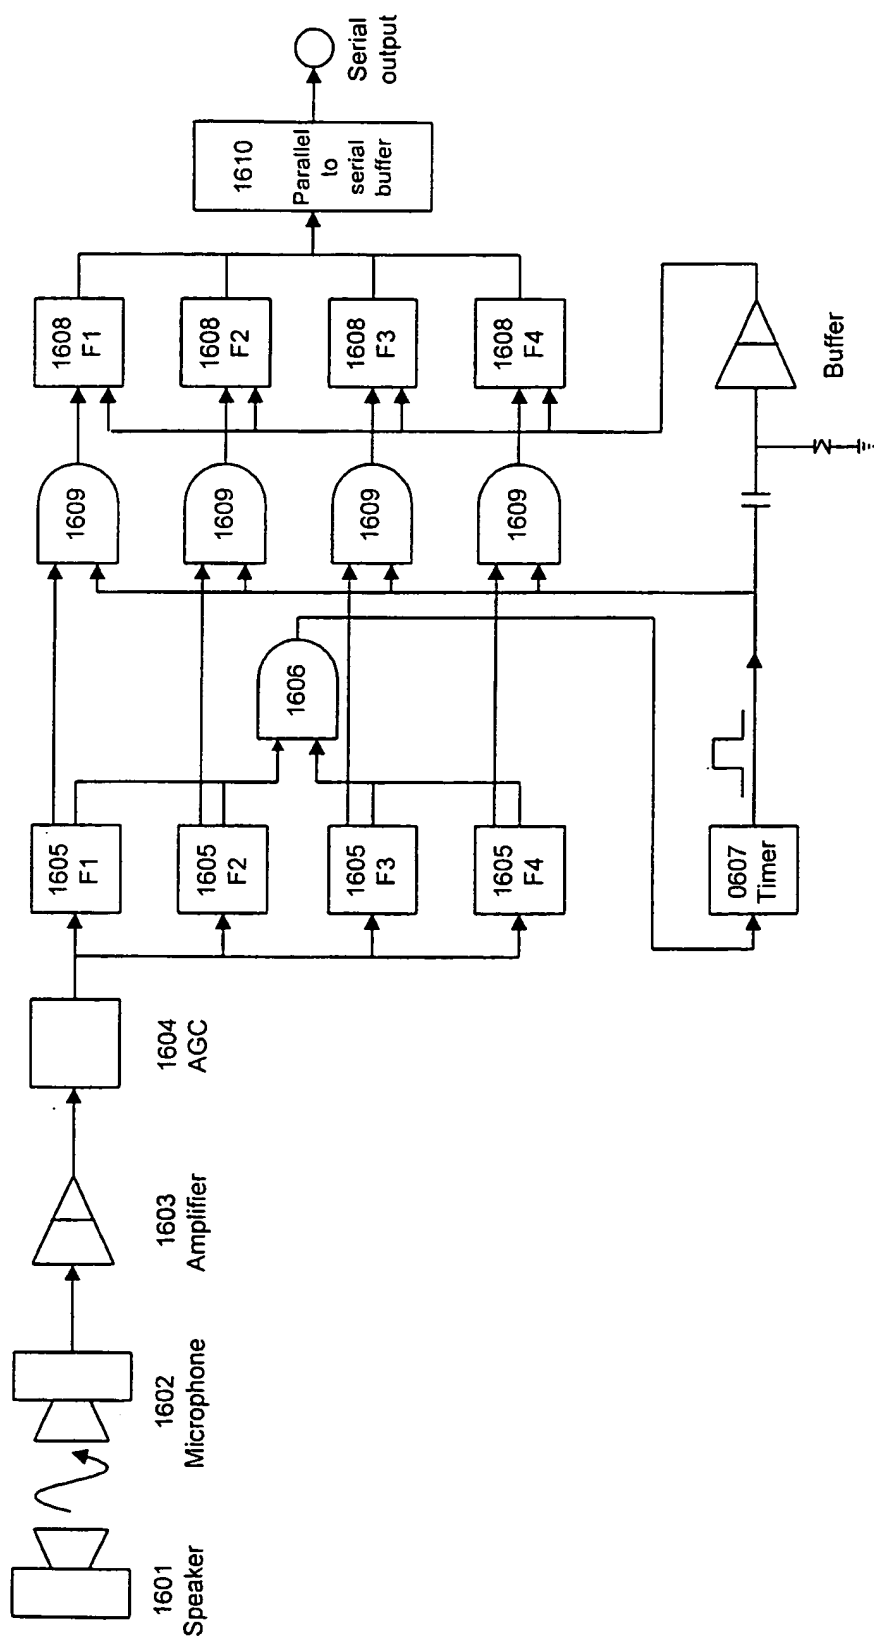 1601
Speaker
1602
Microphone
1603
Amplifier
1604
AGC
1605
F1
1605
F2
1605
F3
1605
F4
1606
0607
Timer
1609
1609
1609
1609
1608
F1
1608
F2
1608
F3
1608
F4
Buffer
1610
Parallel
to
serial
buffer
Serial
output